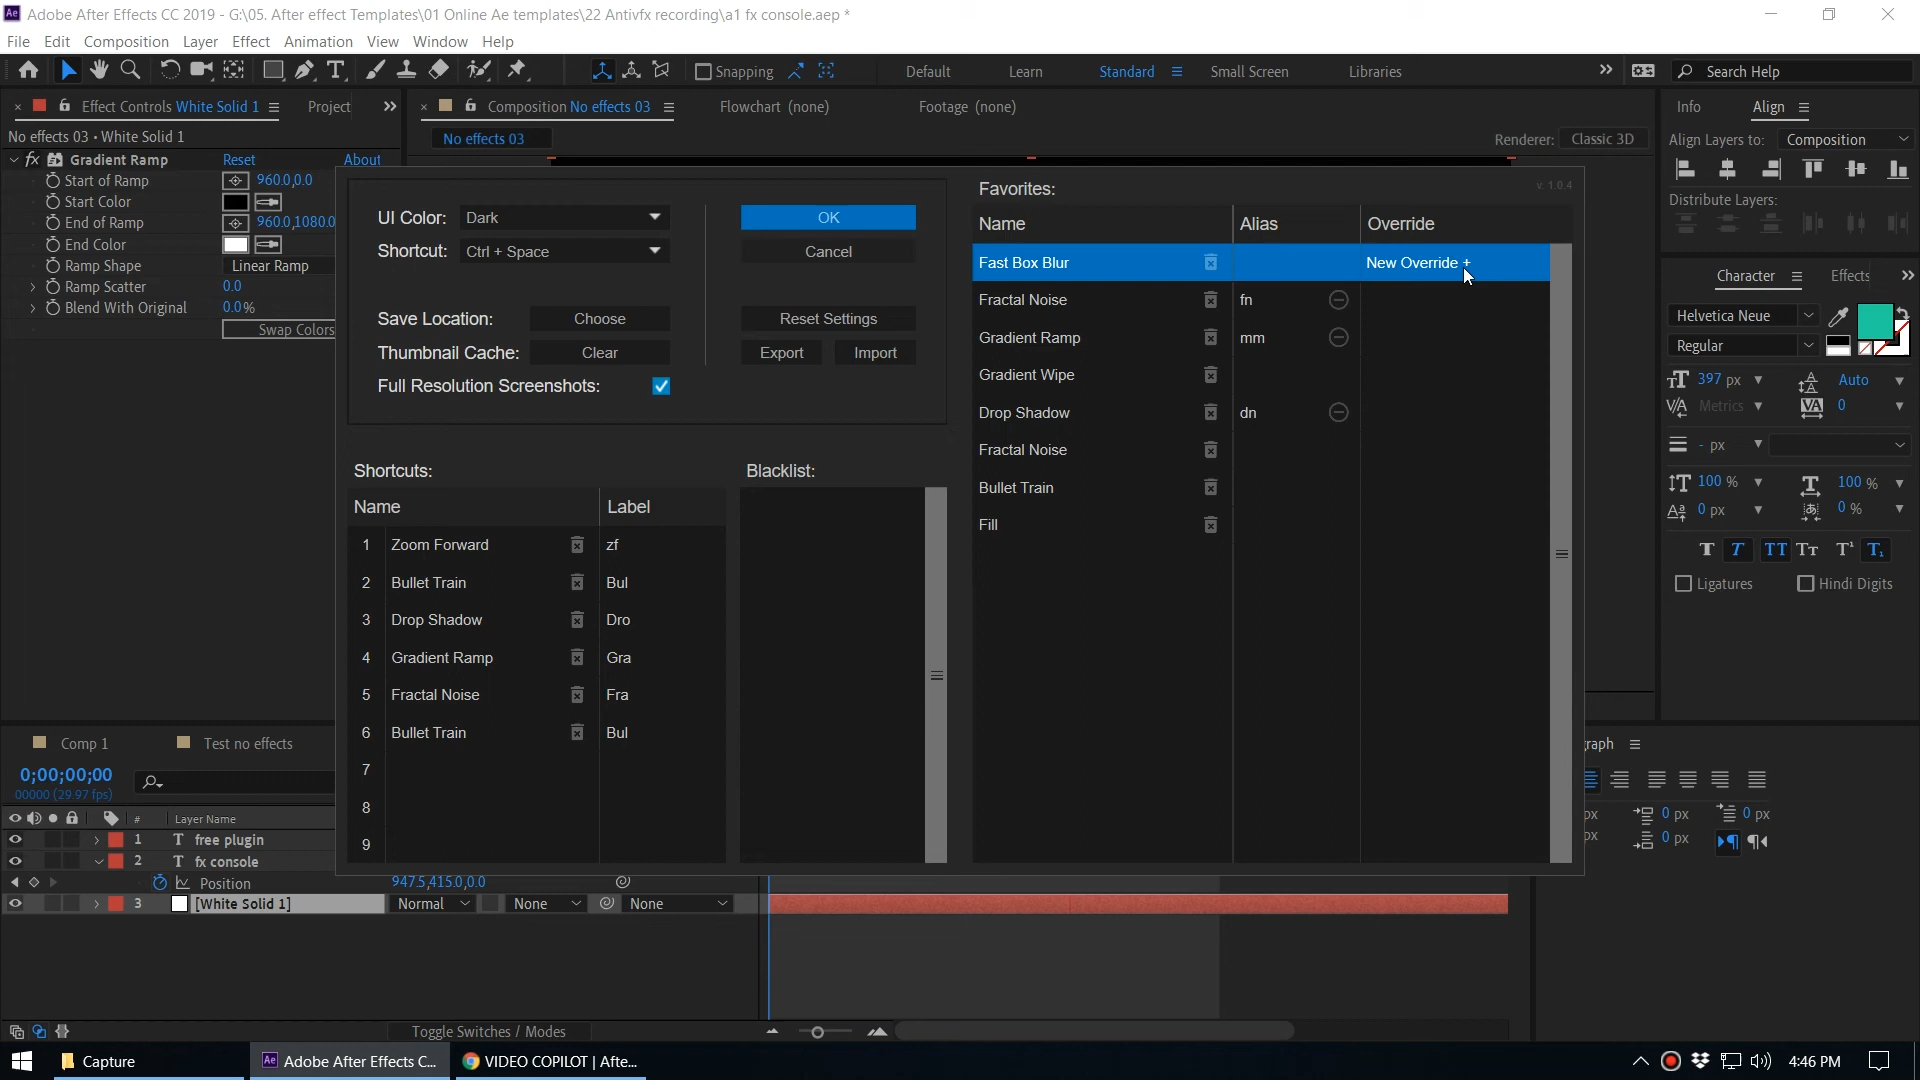 Adobe After Effects CC 2019 - G:\05. After effect Templates\01 Online Ae templates\22 Antivfx recording\a1 fx console.aep *
File Edit Composition Layer Effect Animation View Window Help
Snapping
Default Learn Standard Small Screen Libraries
Search Help
Effect Controls White Solid 1 Project
Composition No effects 03 Flowchart (none) Footage (none)
Info Align
No effects 03 • White Solid 1
No effects 03
Renderer: Classic 3D
Align Layers to: Composition
fx Gradient Ramp Reset About
Start of Ramp 960.0,0.0
Start Color
End of Ramp 960.0,1080.0
End Color
Ramp Shape Linear Ramp
Ramp Scatter 0.0
Blend With Original 0.0%
Swap Colors
Distribute Layers:
UI Color: Dark
Shortcut: Ctrl + Space
OK
Cancel
Save Location: Choose
Thumbnail Cache: Clear
Full Resolution Screenshots:
Reset Settings
Export Import
Favorites:
v. 1.0.4
Name Alias Override
Fast Box Blur New Override +
Fractal Noise fn
Gradient Ramp mm
Gradient Wipe
Drop Shadow dn
Fractal Noise
Bullet Train
Fill
Shortcuts:
Name Label
1 Zoom Forward zf
2 Bullet Train Bul
3 Drop Shadow Dro
4 Gradient Ramp Gra
5 Fractal Noise Fra
6 Bullet Train Bul
7
8
9
Blacklist:
Character Effects
Helvetica Neue
Regular
397 px Auto
Metrics 0
- px
100 % 100 %
0 px 0 %
T T TT Tт T¹ T₁
Ligatures Hindi Digits
graph
px 0 px 0 px
px 0 px
Comp 1 Test no effects
0;00;00;00
00000 (29.97 fps)
# Layer Name
1 T free plugin
2 T fx console
Position 947.5,415.0,0.0
3 [White Solid 1] Normal None None
Toggle Switches / Modes
Capture
Adobe After Effects C...
VIDEO COPILOT | Afte...
4:46 PM